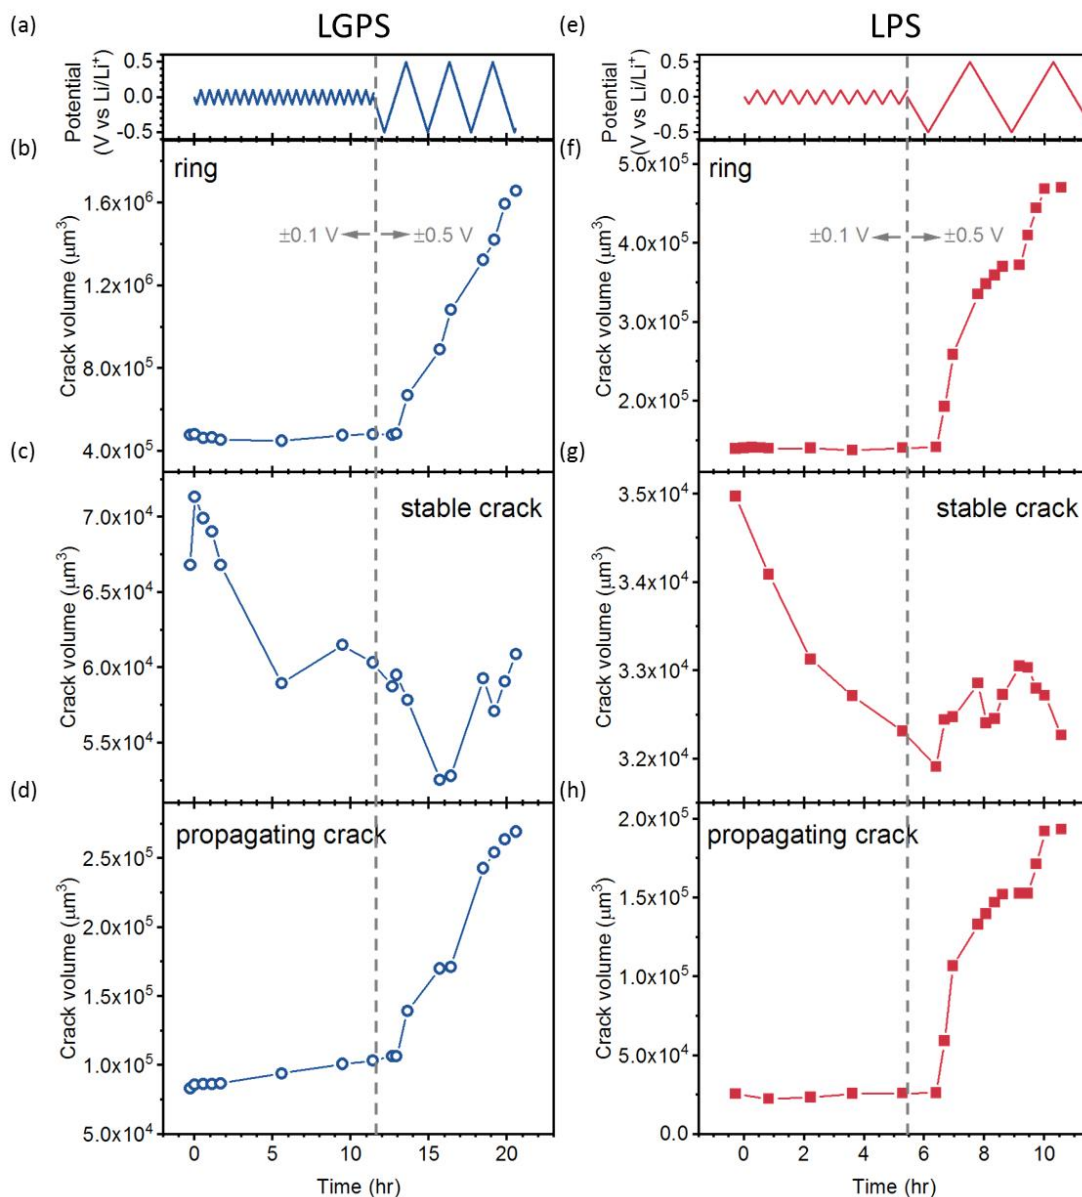 (a)
LGPS
Potential
(V vs Li/Li⁺)
0.5
0.0
-0.5
(b)
ring
Crack volume (μm³)
1.6x10⁶
1.2x10⁶
8.0x10⁵
4.0x10⁵
±0.1 V
±0.5 V
(c)
stable crack
Crack volume (μm³)
7.0x10⁴
6.5x10⁴
6.0x10⁴
5.5x10⁴
(d)
propagating crack
Crack volume (μm³)
2.5x10⁵
2.0x10⁵
1.5x10⁵
1.0x10⁵
5.0x10⁴
0 5 10 15 20
Time (hr)
(e)
LPS
Potential
(V vs Li/Li⁺)
0.5
0.0
-0.5
(f)
ring
Crack volume (μm³)
5.0x10⁵
4.0x10⁵
3.0x10⁵
2.0x10⁵
±0.1 V
±0.5 V
(g)
stable crack
Crack volume (μm³)
3.5x10⁴
3.4x10⁴
3.3x10⁴
3.2x10⁴
(h)
propagating crack
Crack volume (μm³)
2.0x10⁵
1.5x10⁵
1.0x10⁵
5.0x10⁴
0.0
0 2 4 6 8 10
Time (hr)